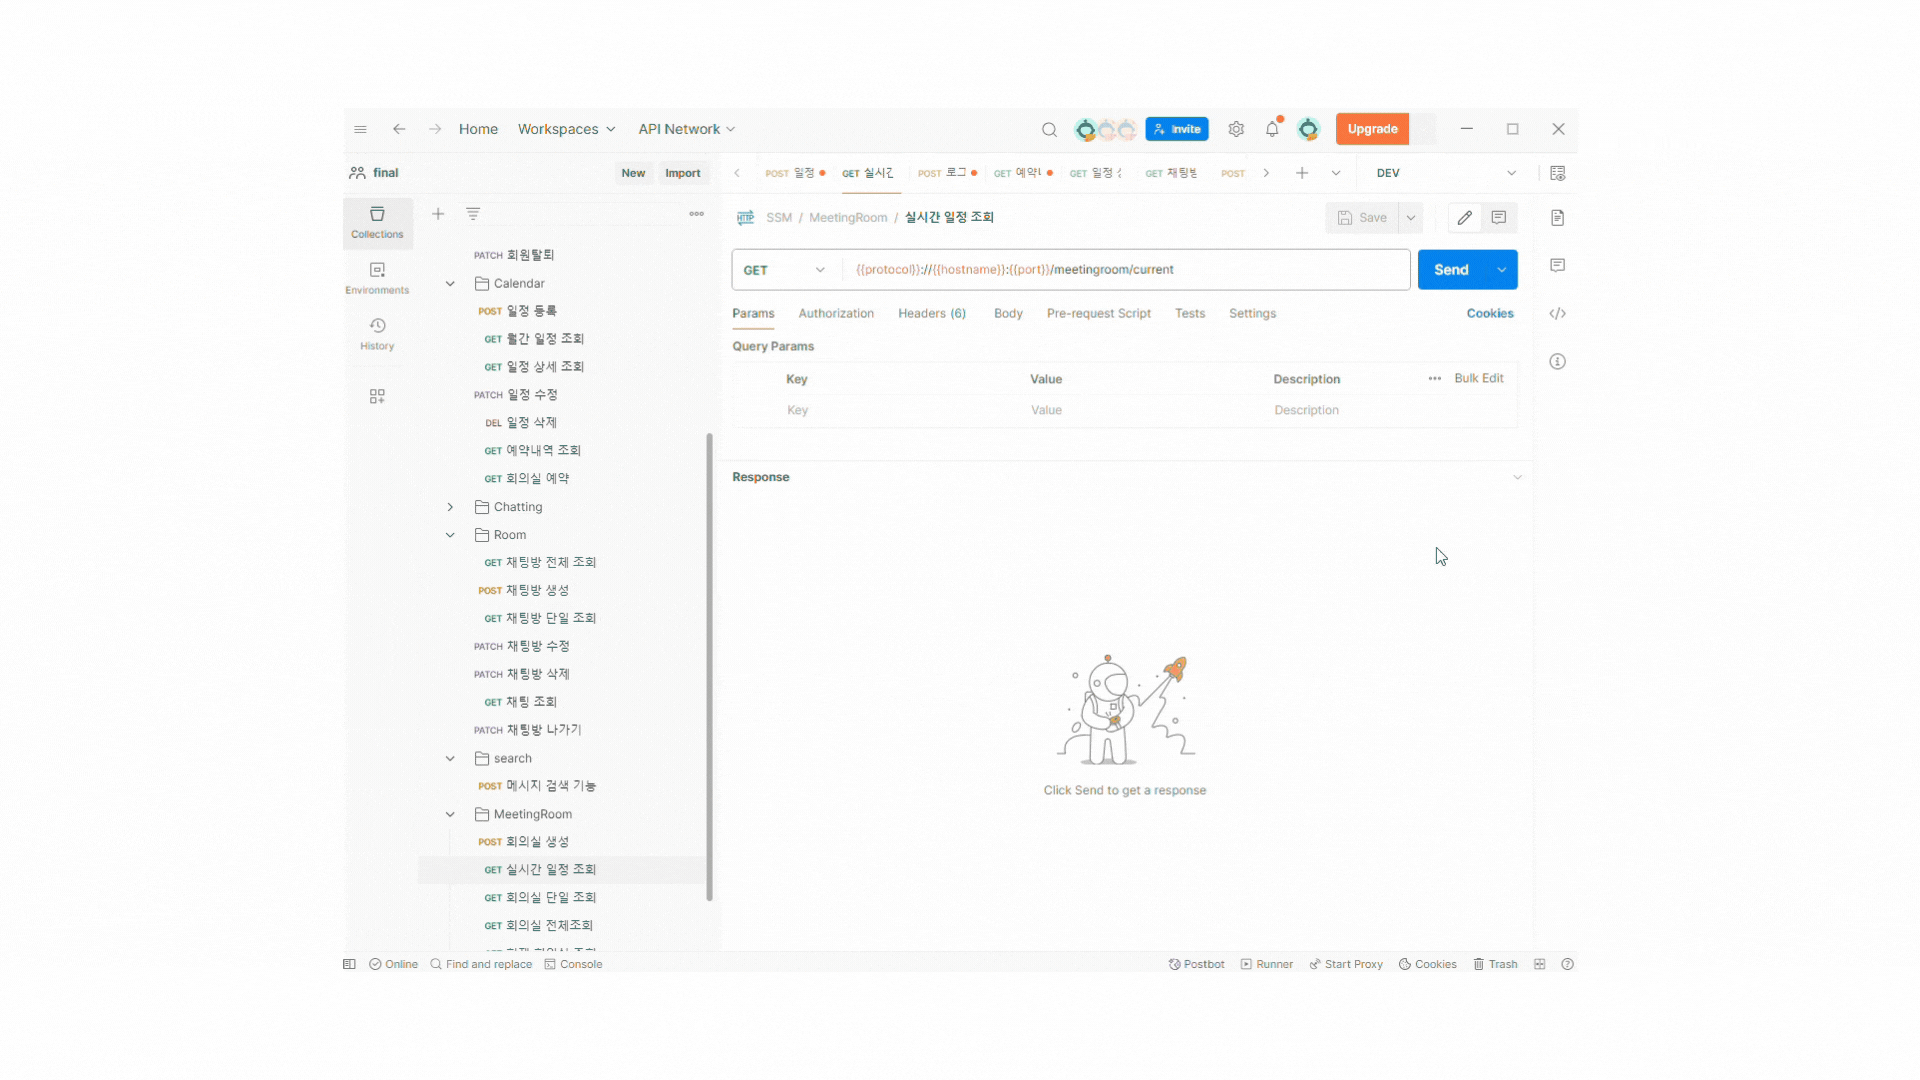 Home Workspaces API Network Invite Upgrade
final New Import POST 일정 GET 실시간 POST 로그 GET 예약 GET 일정 GET 채팅방 POST DEV
Collections
Environments
History
PATCH 회원탈퇴
Calendar
POST 일정 등록
GET 월간 일정 조회
GET 일정 상세 조회
PATCH 일정 수정
DEL 일정 삭제
GET 예약내역 조회
GET 회의실 예약
Chatting
Room
GET 채팅방 전체 조회
POST 채팅방 생성
GET 채팅방 단일 조회
PATCH 채팅방 수정
PATCH 채팅방 삭제
GET 채팅 조회
PATCH 채팅방 나가기
search
POST 메시지 검색 기능
MeetingRoom
POST 회의실 생성
GET 실시간 일정 조회
GET 회의실 단일 조회
GET 회의실 전체조회
HTTP SSM / MeetingRoom / 실시간 일정 조회 Save
GET {{protocol}}://{{hostname}}:{{port}}/meetingroom/current Send
Params Authorization Headers (6) Body Pre-request Script Tests Settings Cookies
Query Params
Key Value Description Bulk Edit
Key Value Description
Response
Click Send to get a response
Online Find and replace Console Postbot Runner Start Proxy Cookies Trash